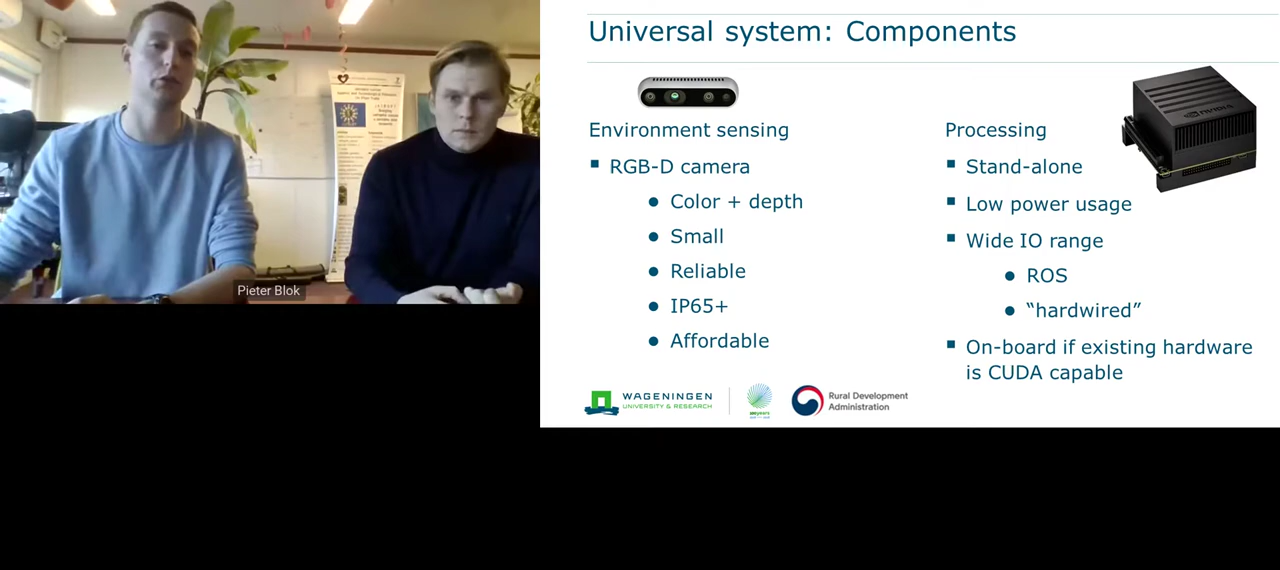 Pieter Blok
Universal system: Components
Environment sensing
RGB-D camera
Color + depth
Small
Reliable
IP65+
Affordable
Processing
Stand-alone
Low power usage
Wide IO range
ROS
“hardwired”
On-board if existing hardware
is CUDA capable
NVIDIA
WAGENINGEN
UNIVERSITY & RESEARCH
Rural Development
Administration